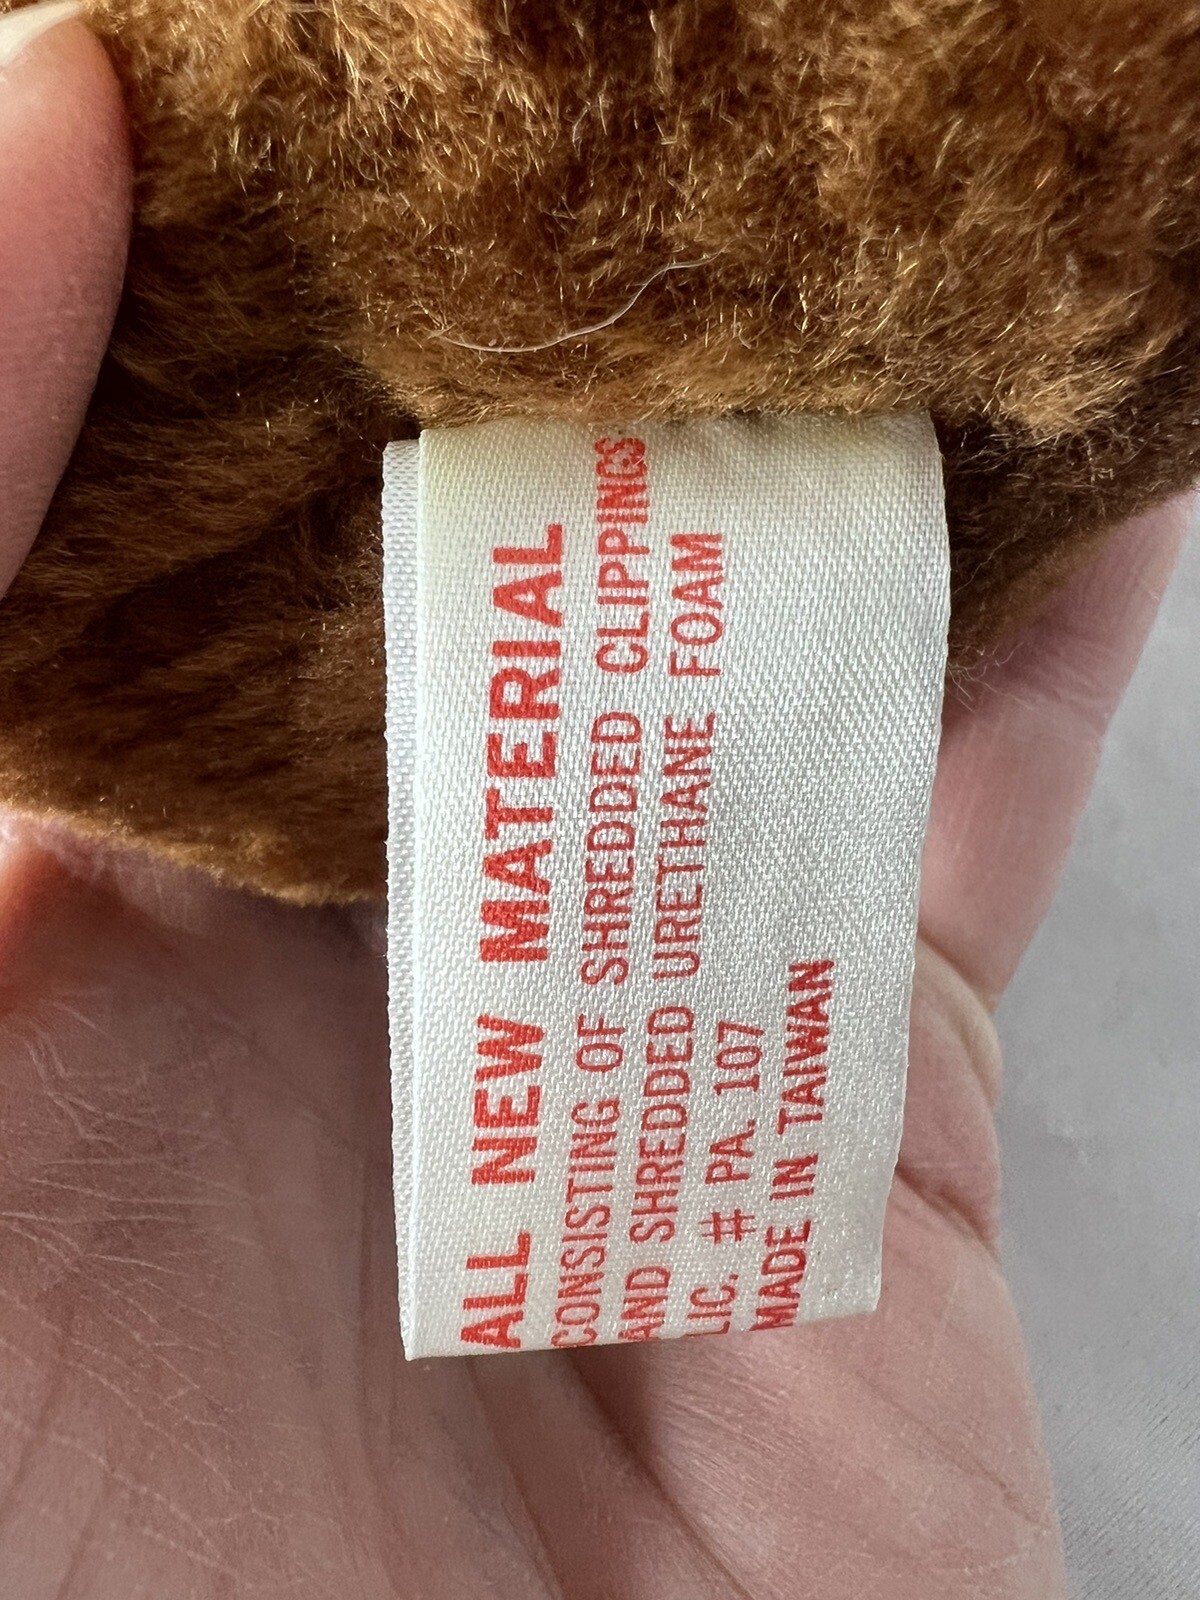 ALL NEW MATERIAL
CONSISTING OF SHREDDED CLIPPINGS
AND SHREDDED URETHANE FOAM
LIC. # PA. 107
MADE IN TAIWAN